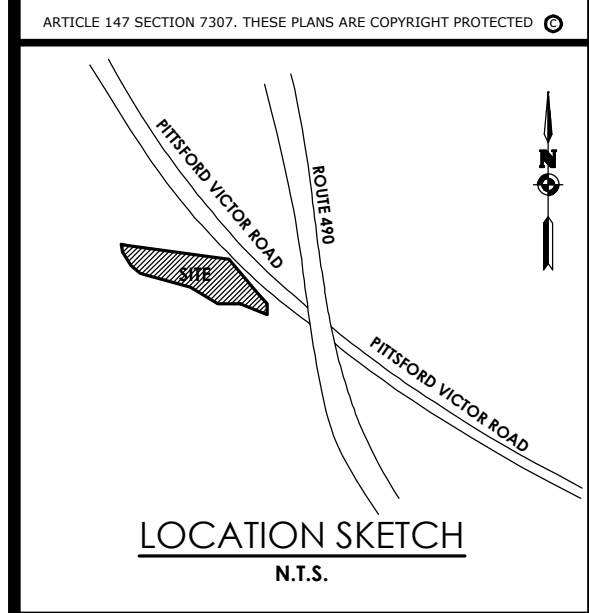 ARTICLE 147 SECTION 7307. THESE PLANS ARE COPYRIGHT PROTECTED ©
PITTSFORD VICTOR ROAD
ROUTE 490
N
SITE
PITTSFORD VICTOR ROAD
LOCATION SKETCH
N.T.S.